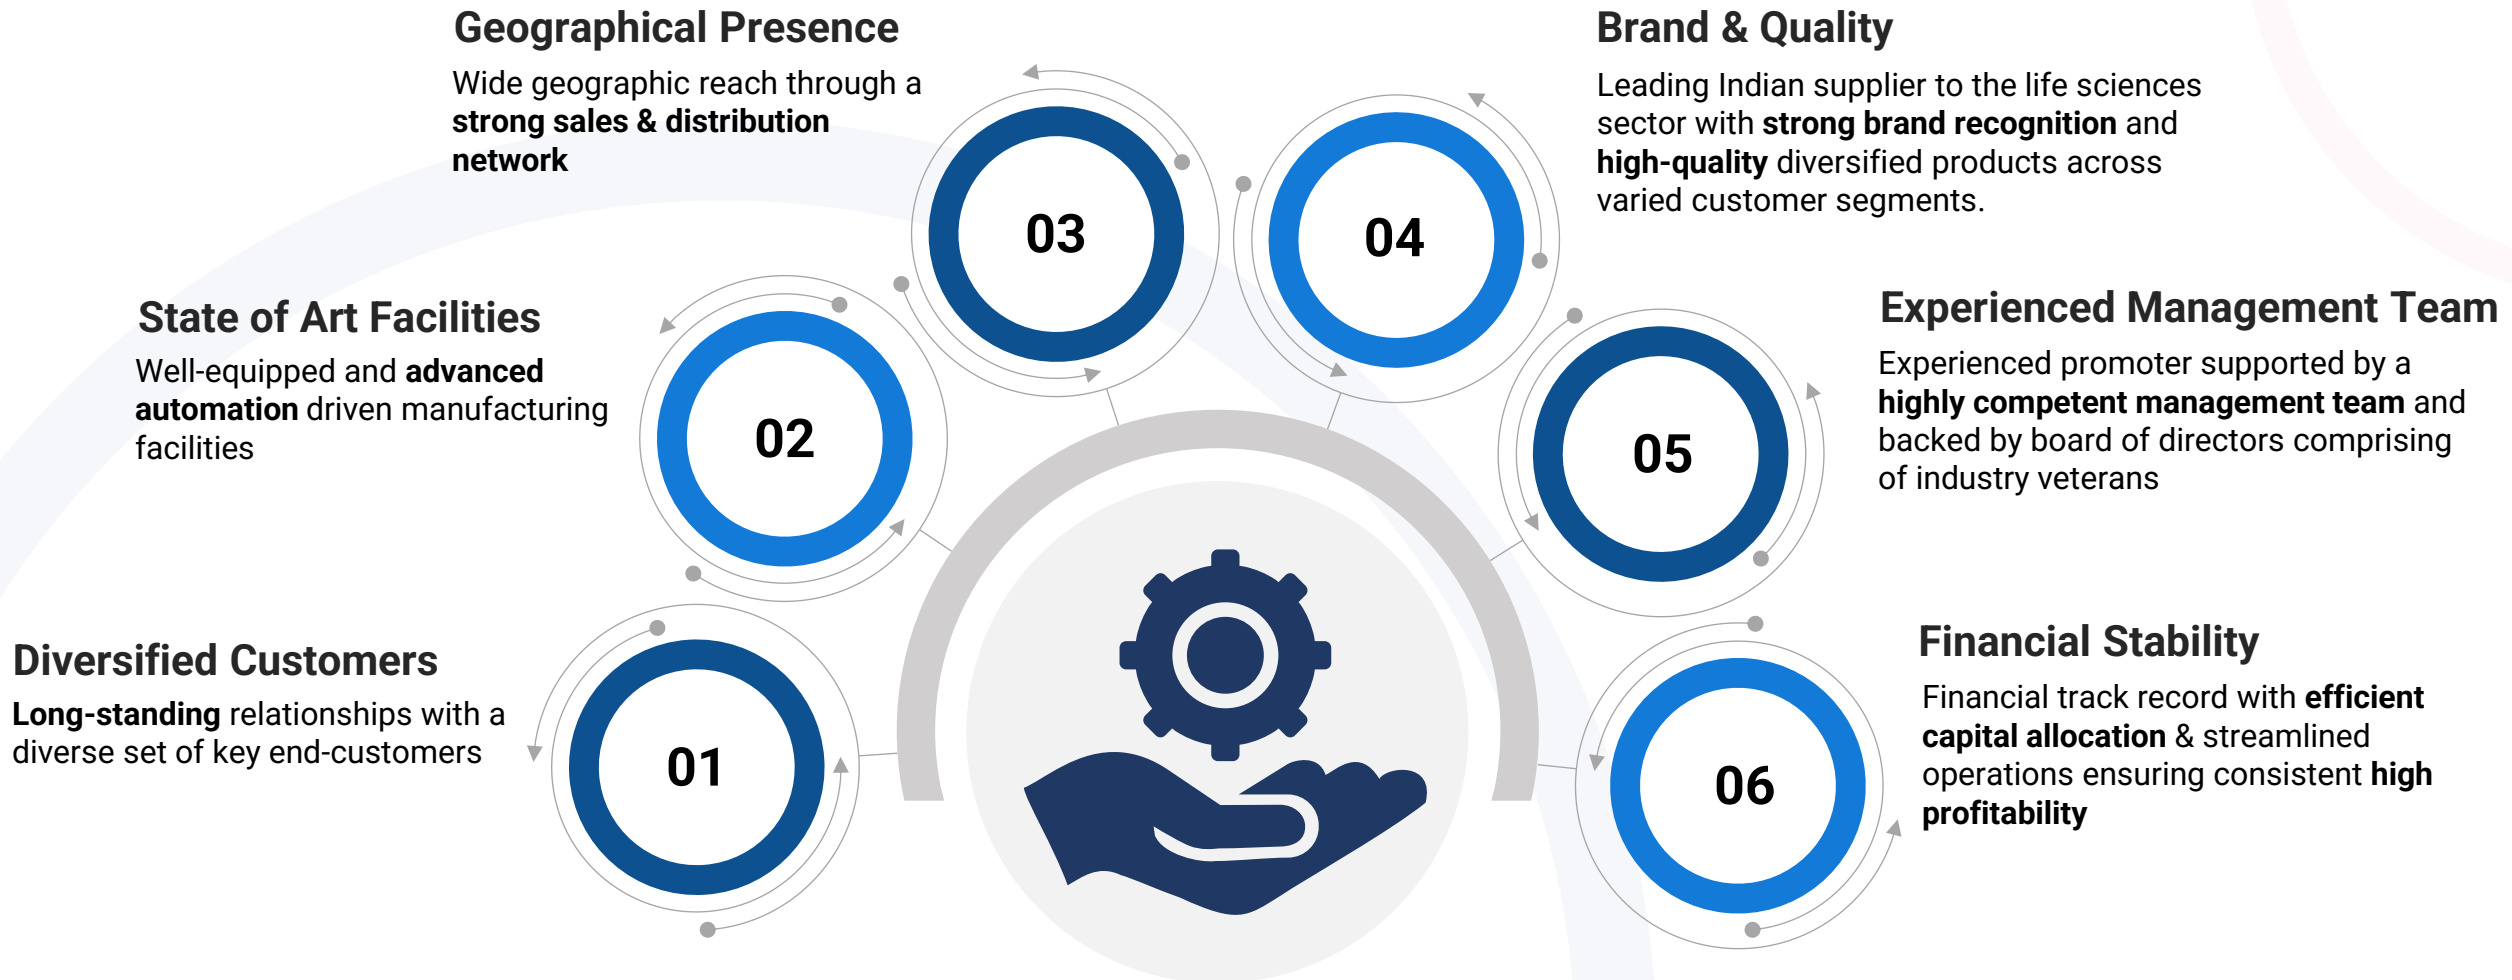 Geographical Presence
Wide geographic reach through a
strong sales & distribution
network
03
Brand & Quality
Leading Indian supplier to the life sciences
sector with strong brand recognition and
high-quality diversified products across
varied customer segments.
04
State of Art Facilities
Well-equipped and advanced
automation driven manufacturing
facilities
02
Experienced Management Team
Experienced promoter supported by a
highly competent management team and
backed by board of directors comprising
of industry veterans
05
Diversified Customers
Long-standing relationships with a
diverse set of key end-customers
01
Financial Stability
Financial track record with efficient
capital allocation & streamlined
operations ensuring consistent high
profitability
06